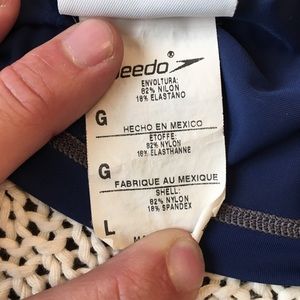 speedo®
ENVOLTURA:
82% NILON
18% ELASTANO
G
HECHO EN MEXICO
ETOFFE:
82% NYLON
18% ELASTHANNE
G
FABRIQUE AU MEXIQUE
SHELL:
82% NYLON
18% SPANDEX
L